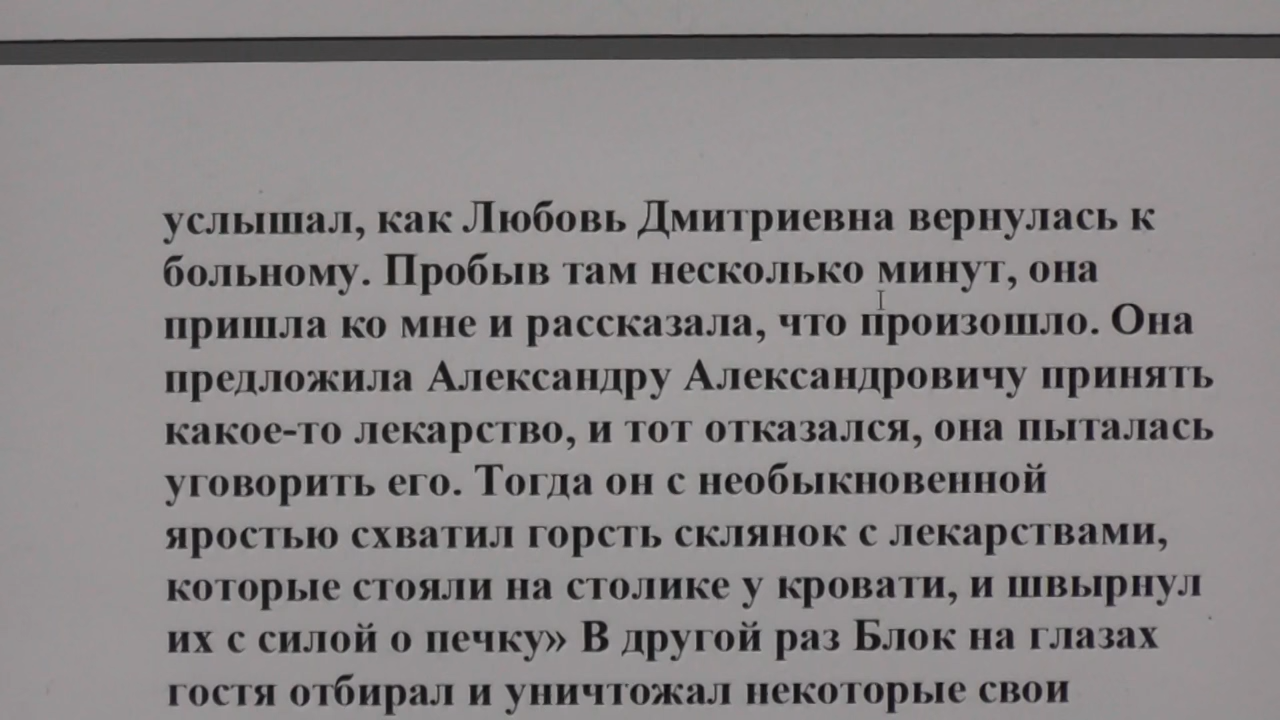 услышал, как Любовь Дмитриевна вернулась к
больному. Пробыв там несколько минут, она
пришла ко мне и рассказала, что произошло. Она
предложила Александру Александровичу принять
какое-то лекарство, и тот отказался, она пыталась
уговорить его. Тогда он с необыкновенной
яростью схватил горсть склянок с лекарствами,
которые стояли на столике у кровати, и швырнул
их с силой о печку» В другой раз Блок на глазах
гостя отбирал и уничтожал некоторые свои